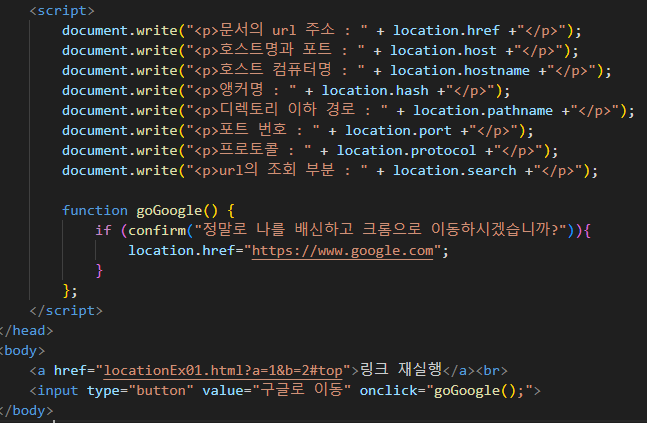 <script>
document.write("<p>문서의 url 주소 : " + location.href +"</p>");
document.write("<p>호스트명과 포트 : " + location.host +"</p>");
document.write("<p>호스트 컴퓨터명 : " + location.hostname +"</p>");
document.write("<p>앵커명 : " + location.hash +"</p>");
document.write("<p>디렉토리 이하 경로 : " + location.pathname +"</p>");
document.write("<p>포트 번호 : " + location.port +"</p>");
document.write("<p>프로토콜 : " + location.protocol +"</p>");
document.write("<p>url의 조회 부분 : " + location.search +"</p>");
function goGoogle() {
if (confirm("정말로 나를 배신하고 크롬으로 이동하시겠습니까?")){
location.href="https://www.google.com";
}
};
</script>
</head>
<body>
<a href="locationEx01.html?a=1&b=2#top">링크 재실행</a><br>
<input type="button" value="구글로 이동" onclick="goGoogle();">
</body>